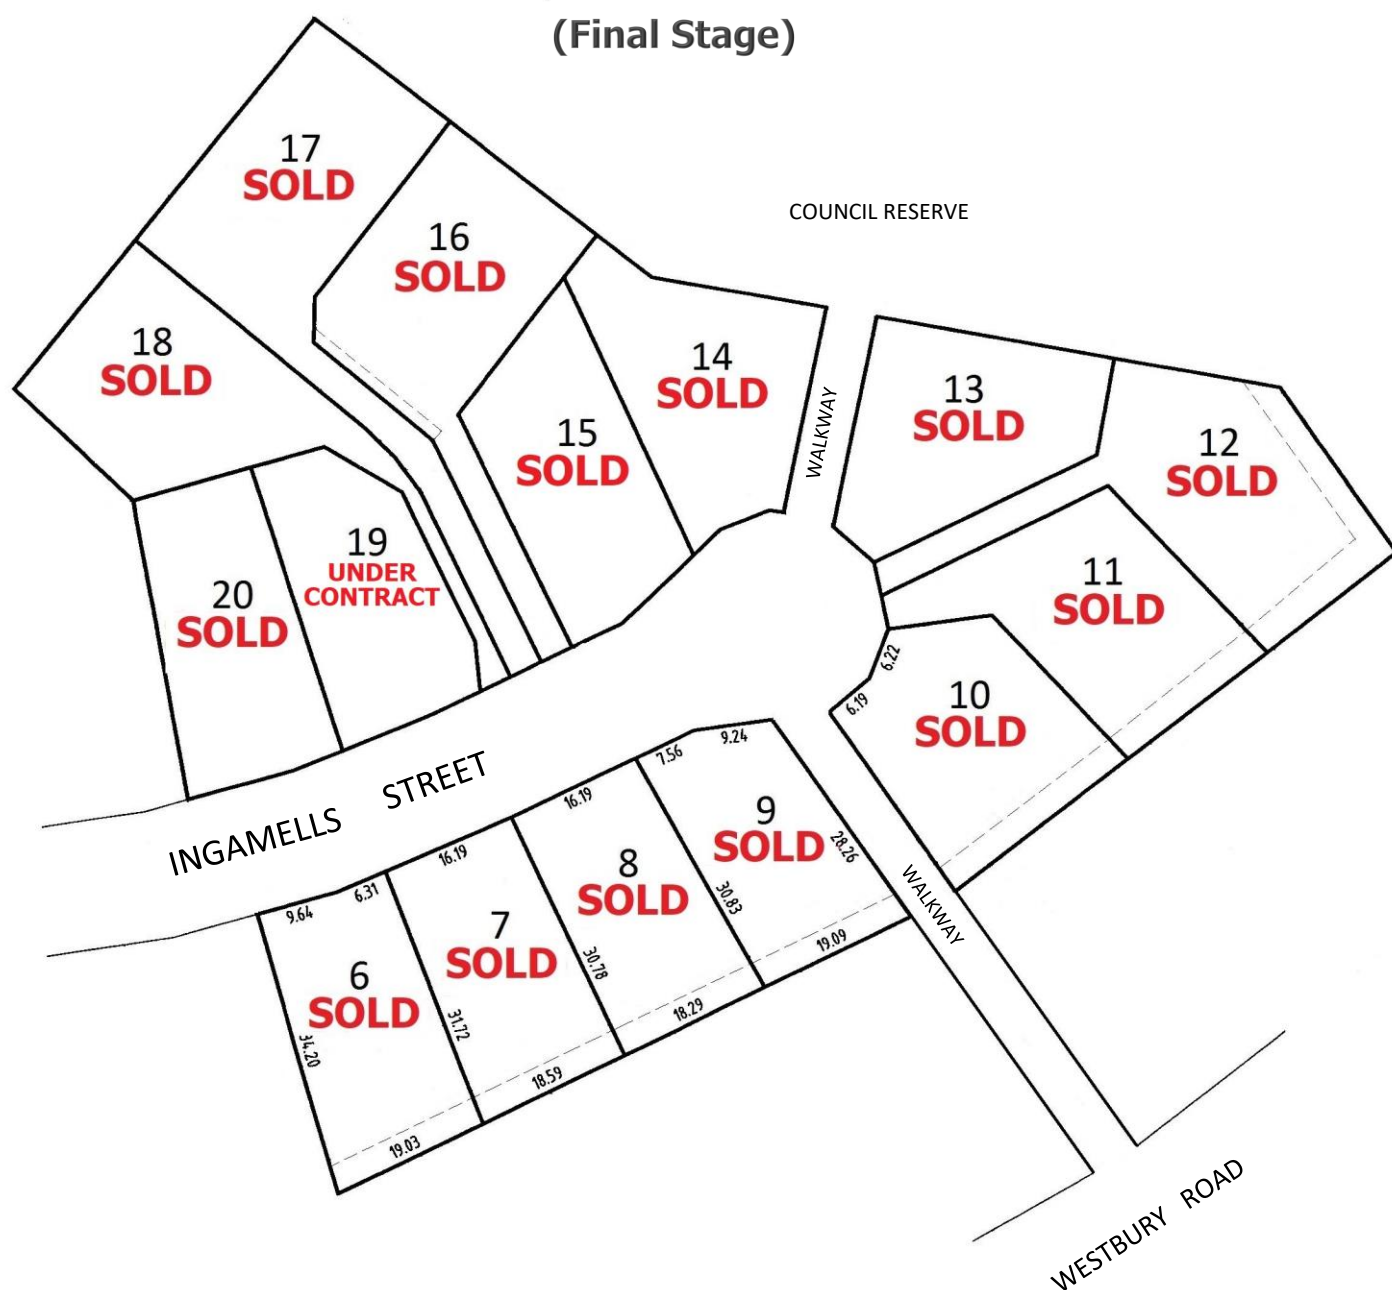 (Final Stage)
17
SOLD
16
SOLD
COUNCIL RESERVE
18
SOLD
14
SOLD
WALKWAY
13
SOLD
12
SOLD
15
SOLD
19
UNDER
CONTRACT
20
SOLD
11
SOLD
10
SOLD
6.22
6.19
INGAMELLS STREET
9.64
6.31
16.19
16.19
7.56
9.24
9
SOLD
28.26
8
SOLD
30.83
7
SOLD
30.78
6
SOLD
34.20
31.72
19.03
18.59
18.29
19.09
WALKWAY
WESTBURY ROAD